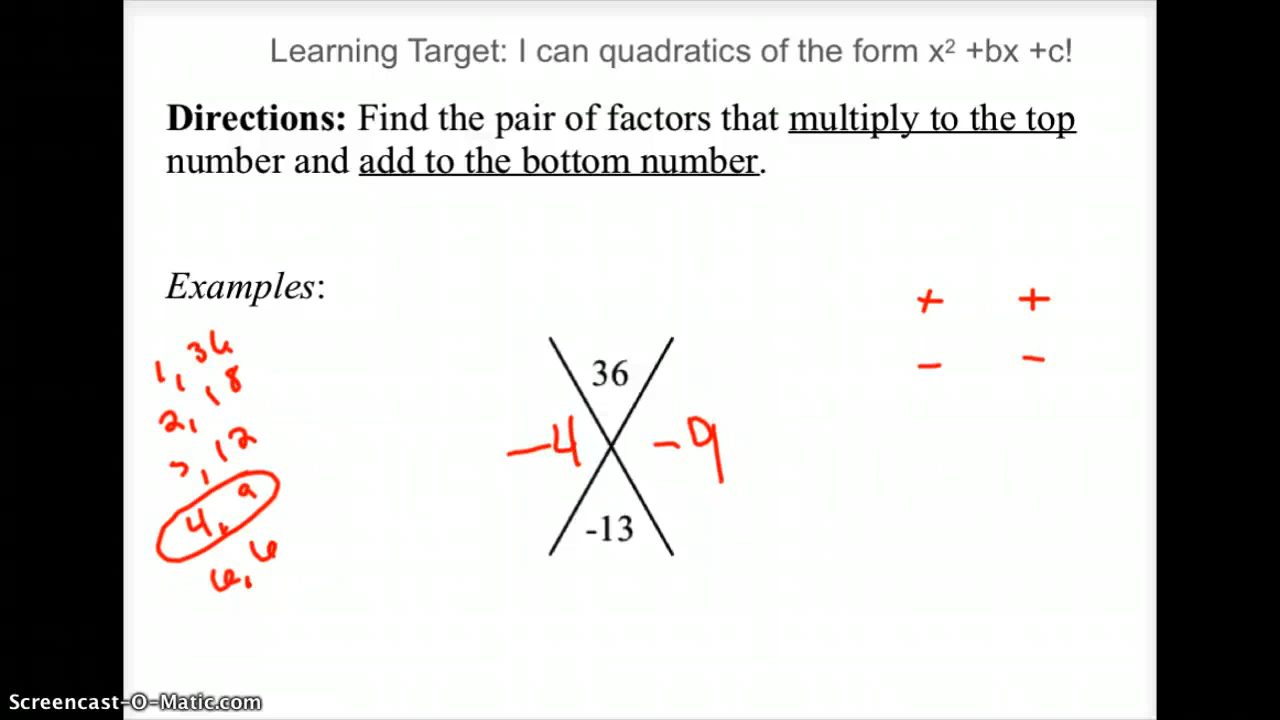 Learning Target: I can quadratics of the form x² +bx +c!
Directions: Find the pair of factors that multiply to the top
number and add to the bottom number.
Examples:
+ +
- -
1, 36
2, 18
3, 12
4, 9
6, 6
36
-4 -9
-13
Screencast-O-Matic.com